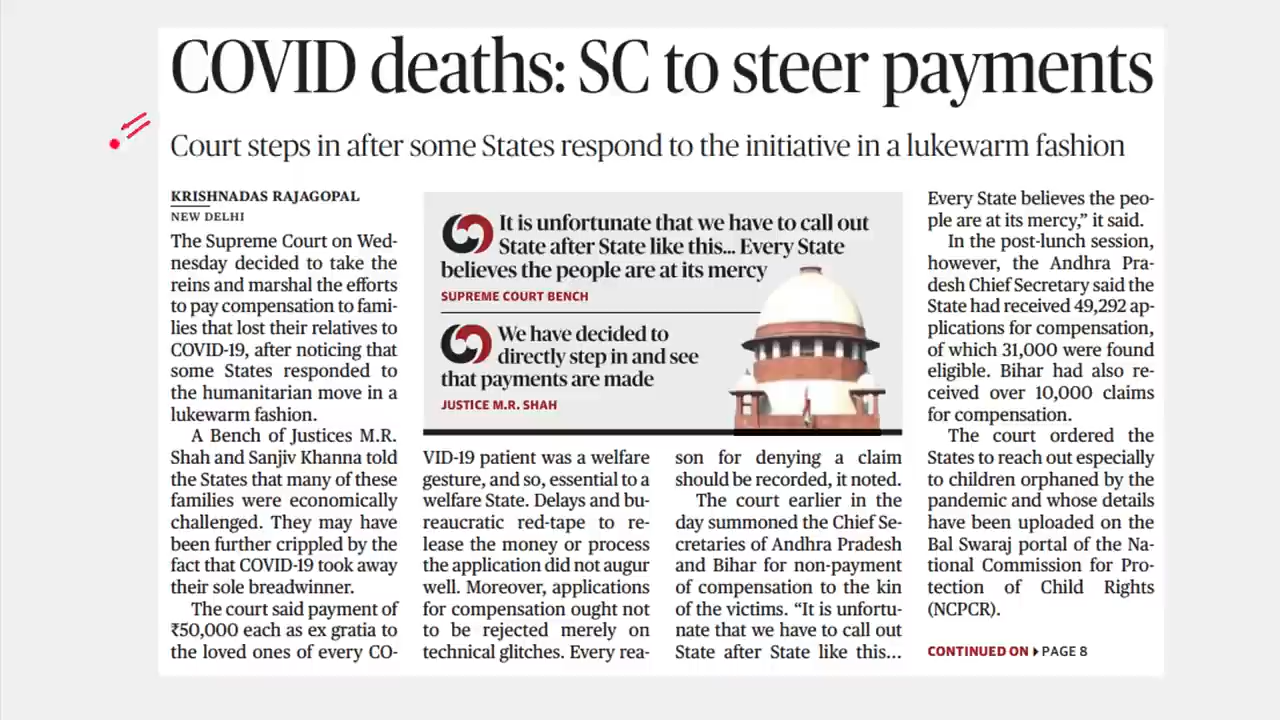 COVID deaths: SC to steer payments
Court steps in after some States respond to the initiative in a lukewarm fashion
KRISHNADAS RAJAGOPAL
NEW DELHI
The Supreme Court on Wed-
nesday decided to take the
reins and marshal the efforts
to pay compensation to fami-
lies that lost their relatives to
COVID-19, after noticing that
some States responded to
the humanitarian move in a
lukewarm fashion.
A Bench of Justices M.R.
Shah and Sanjiv Khanna told
the States that many of these
families were economically
challenged. They may have
been further crippled by the
fact that COVID-19 took away
their sole breadwinner.
The court said payment of
₹50,000 each as ex gratia to
the loved ones of every CO-
It is unfortunate that we have to call out
State after State like this... Every State
believes the people are at its mercy
SUPREME COURT BENCH
We have decided to
directly step in and see
that payments are made
JUSTICE M.R. SHAH
VID-19 patient was a welfare
gesture, and so, essential to a
welfare State. Delays and bu-
reaucratic red-tape to re-
lease the money or process
the application did not augur
well. Moreover, applications
for compensation ought not
to be rejected merely on
technical glitches. Every rea-
son for denying a claim
should be recorded, it noted.
The court earlier in the
day summoned the Chief Se-
cretaries of Andhra Pradesh
and Bihar for non-payment
of compensation to the kin
of the victims. “It is unfortu-
nate that we have to call out
State after State like this...
Every State believes the peo-
ple are at its mercy,” it said.
In the post-lunch session,
however, the Andhra Pra-
desh Chief Secretary said the
State had received 49,292 ap-
plications for compensation,
of which 31,000 were found
eligible. Bihar had also re-
ceived over 10,000 claims
for compensation.
The court ordered the
States to reach out especially
to children orphaned by the
pandemic and whose details
have been uploaded on the
Bal Swaraj portal of the Na-
tional Commission for Pro-
tection of Child Rights
(NCPCR).
CONTINUED ON PAGE 8